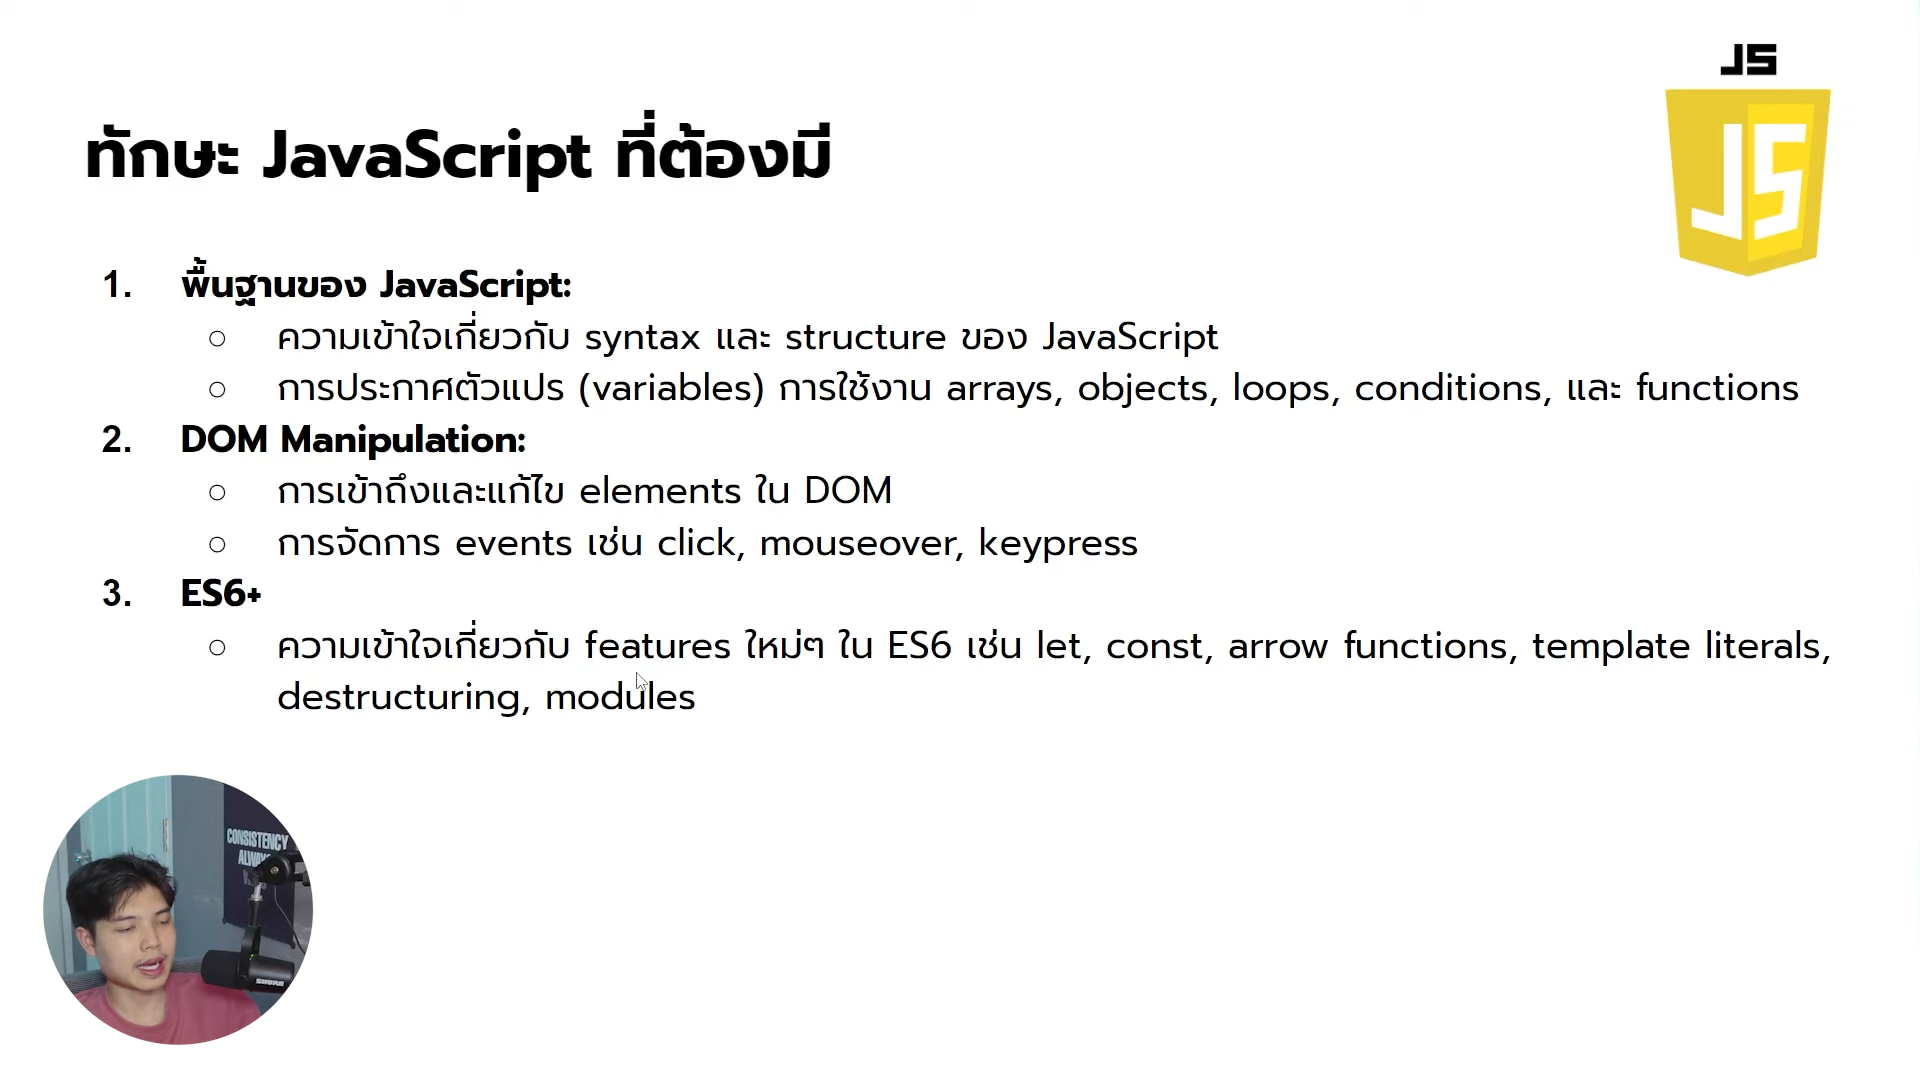 JS
JS
ทักษะ JavaScript ที่ต้องมี
1. พื้นฐานของ JavaScript:
○ ความเข้าใจเกี่ยวกับ syntax และ structure ของ JavaScript
○ การประกาศตัวแปร (variables) การใช้งาน arrays, objects, loops, conditions, และ functions
2. DOM Manipulation:
○ การเข้าถึงและแก้ไข elements ใน DOM
○ การจัดการ events เช่น click, mouseover, keypress
3. ES6+
○ ความเข้าใจเกี่ยวกับ features ใหม่ๆ ใน ES6 เช่น let, const, arrow functions, template literals,
destructuring, modules
CONSISTENCY
SHURE